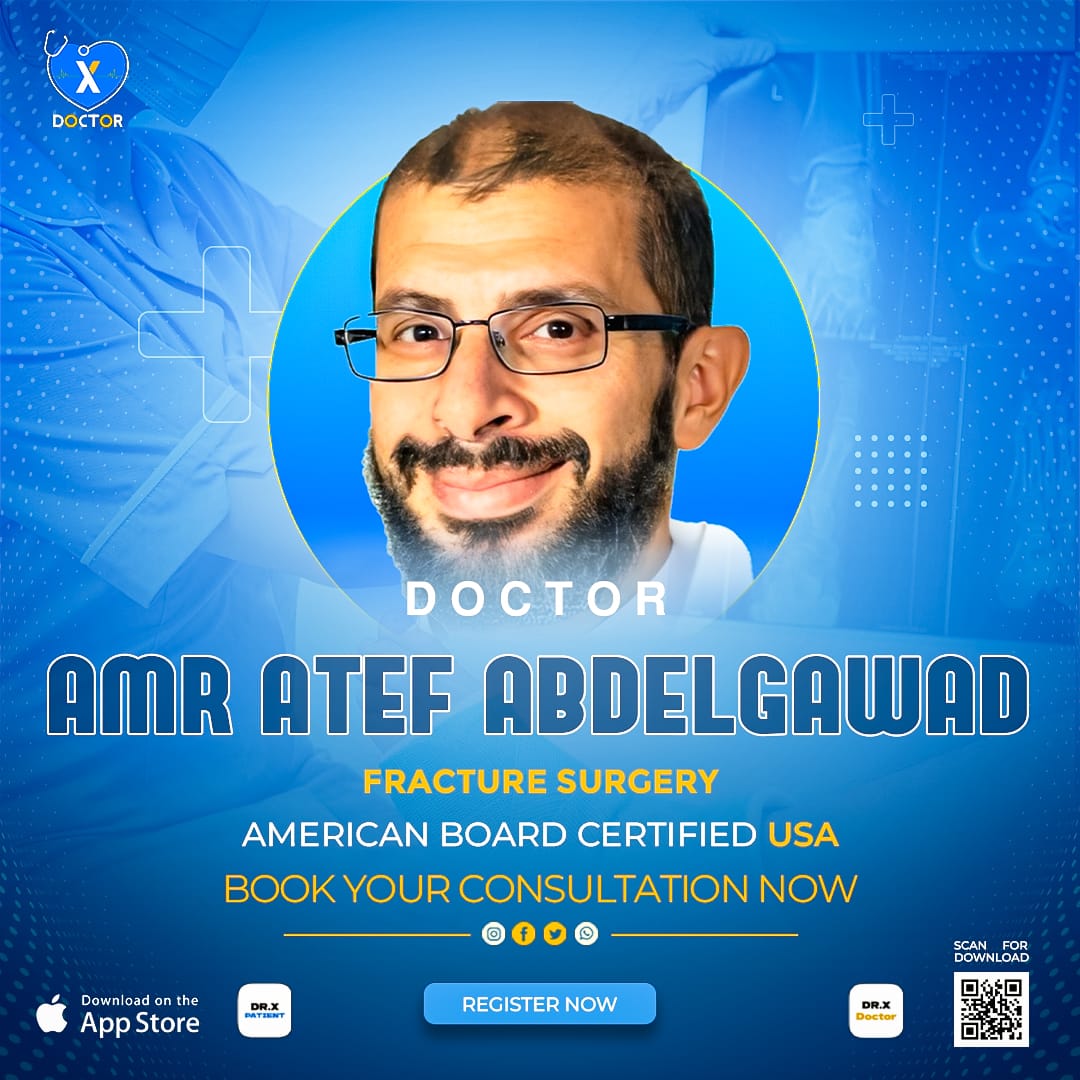 X
DOCTOR
DOCTOR
AMR ATEF ABDELGAWAD
FRACTURE SURGERY
AMERICAN BOARD CERTIFIED USA
BOOK YOUR CONSULTATION NOW
SCAN FOR
DOWNLOAD
Download on the
App Store
DR.X
PATIENT
REGISTER NOW
DR.X
Doctor